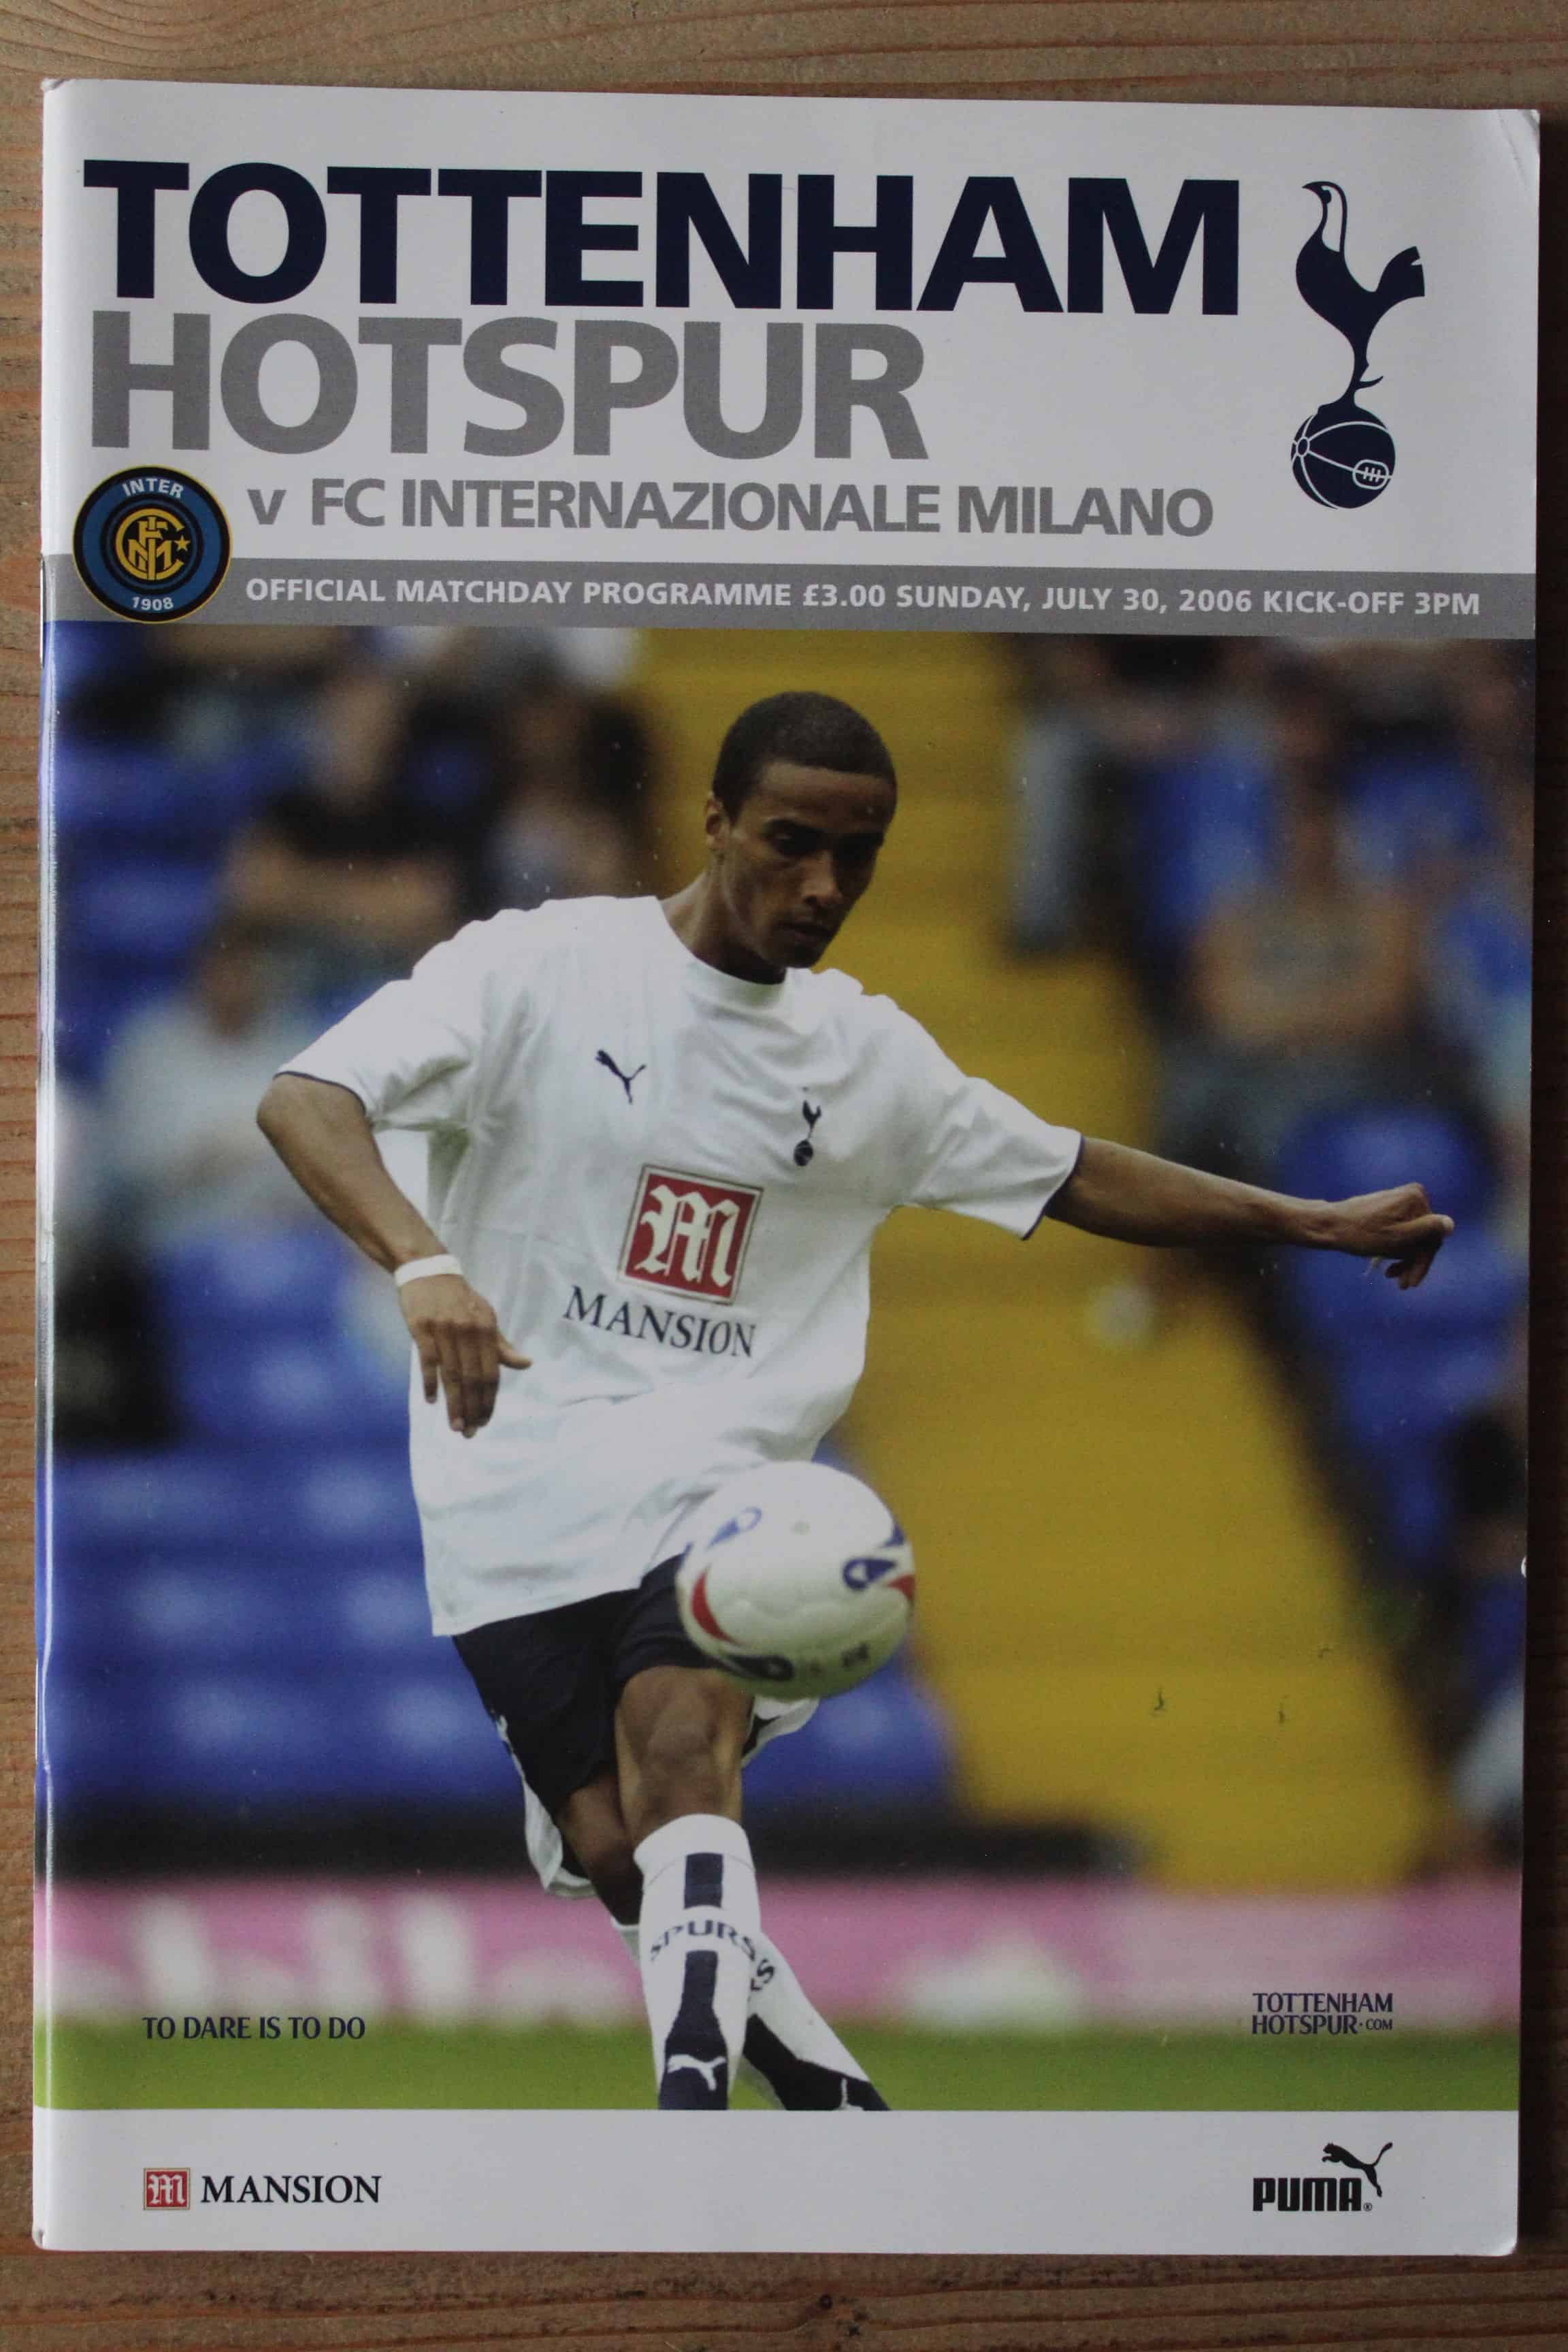 TOTTENHAM
HOTSPUR
INTER
1908
v FC INTERNAZIONALE MILANO
OFFICIAL MATCHDAY PROGRAMME £3.00 SUNDAY, JULY 30, 2006 KICK-OFF 3PM
M
MANSION
SPURS
TO DARE IS TO DO
TOTTENHAM
HOTSPUR.COM
M MANSION
PUMA®